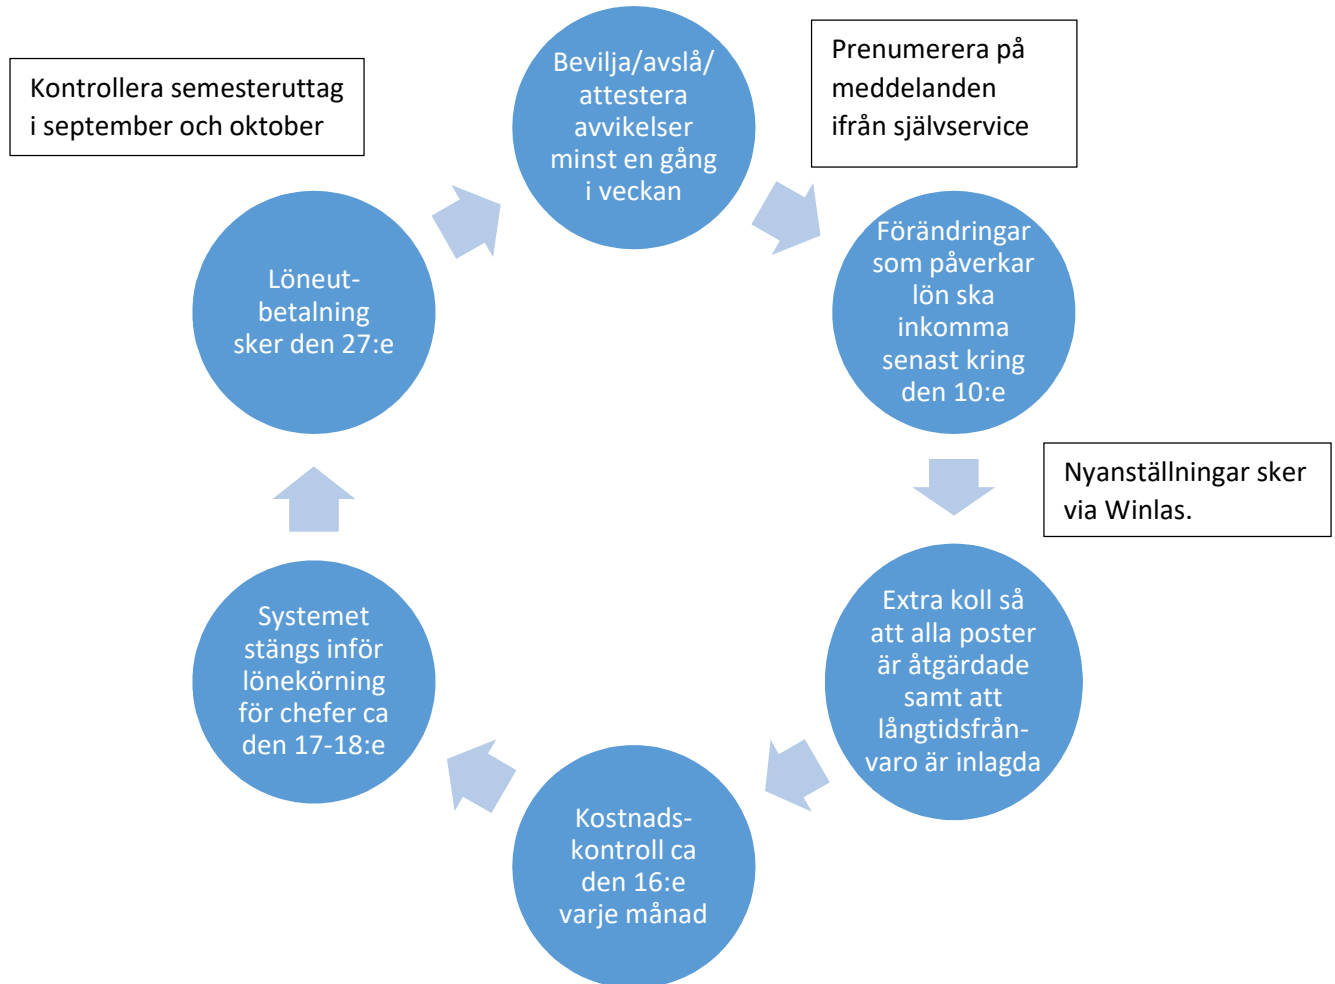 Kontrollera semesteruttag
i september och oktober
Bevilja/avslå/
attestera
avvikelser
minst en gång
i veckan
Prenumerera på
meddelanden
ifrån självservice
Förändringar
som påverkar
lön ska
inkomma
senast kring
den 10:e
Nyanställningar sker
via Winlas.
Extra koll så
att alla poster
är åtgärdade
samt att
långtidsfrån-
varo är inlagda
Kostnads-
kontroll ca
den 16:e
varje månad
Systemet
stängs inför
lönekörning
för chefer ca
den 17-18:e
Löneut-
betalning
sker den 27:e